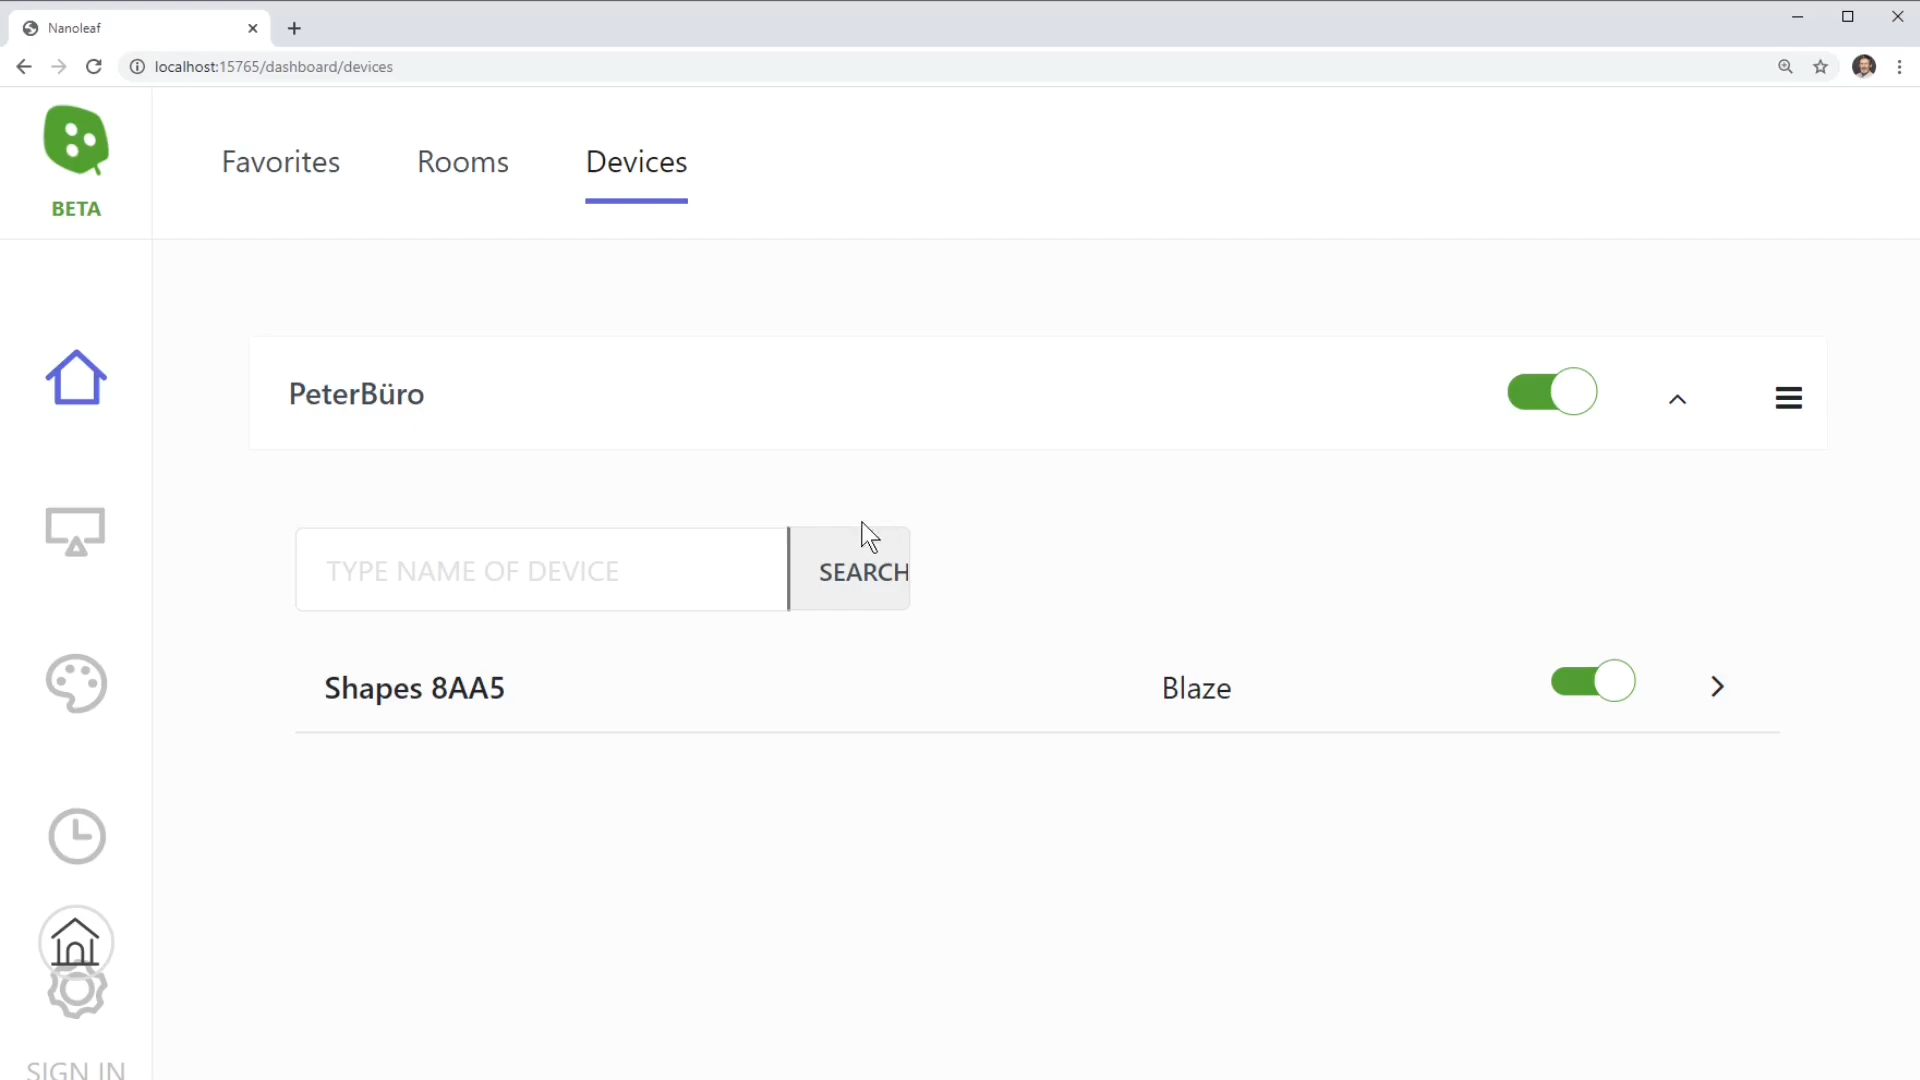 Nanoleaf
localhost:15765/dashboard/devices
BETA
Favorites Rooms Devices
PeterBüro
TYPE NAME OF DEVICE SEARCH
Shapes 8AA5 Blaze
SIGN IN